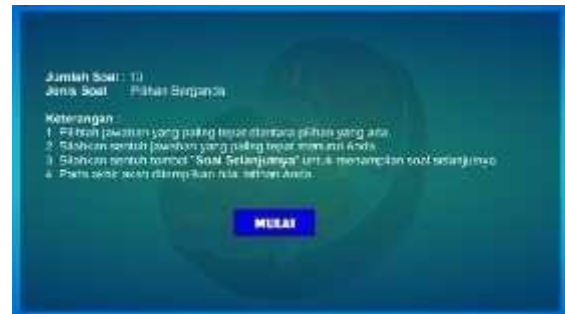 Jumlah Soal : 10
Jenis Soal Pilihan Berganda
Keterangan
1. Pilihlah jawaban yang paling tepat diantara pilihan yang ada.
2. Silahkan sentuh jawaban yang paling tepat menurut Anda.
3. Silahkan sentuh tombol "Soal Selanjutnya" untuk menampilan soal selanjutnya.
4. Pada akhir akan ditampilkan nilai latihan Anda.
MULAI